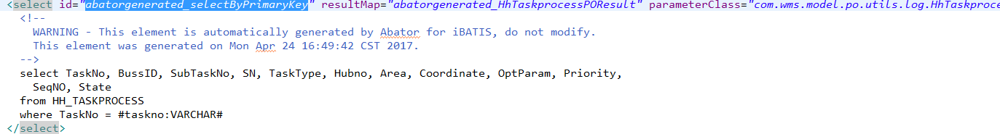 <select id="abatorgenerated_selectByPrimaryKey" resultMap="abatorgenerated_HhTaskprocessPOResult" parameterClass="com.wms.model.po.utils.log.HhTaskproce
<!--
WARNING - This element is automatically generated by Abator for iBATIS, do not modify.
This element was generated on Mon Apr 24 16:49:42 CST 2017.
-->
select TaskNo, BussID, SubTaskNo, SN, TaskType, Hubno, Area, Coordinate, OptParam, Priority,
SeqNO, State
from HH_TASKPROCESS
where TaskNo = #taskno:VARCHAR#
</select>